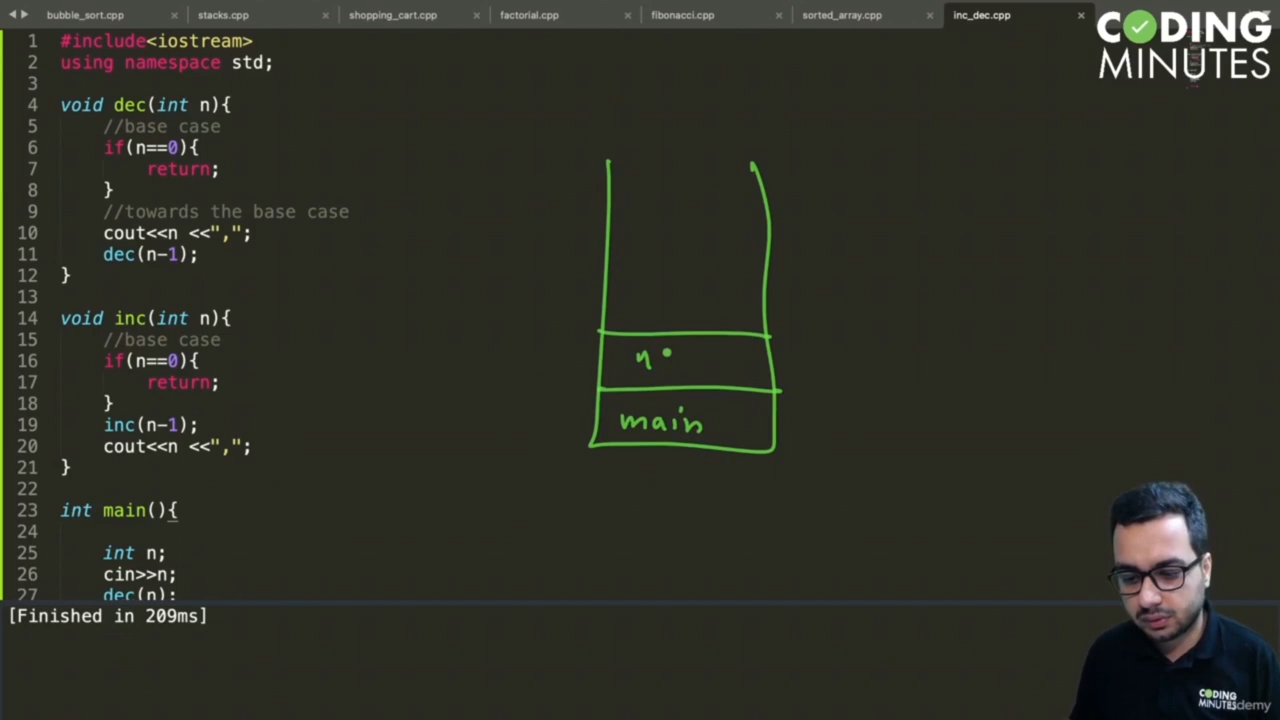 bubble_sort.cpp × stacks.cpp × shopping_cart.cpp × factorial.cpp × fibonacci.cpp × sorted_array.cpp × inc_dec.cpp ×
CODING
MINUTES
1 #include<iostream>
2 using namespace std;
3
4 void dec(int n){
5 //base case
6 if(n==0){
7 return;
8 }
9 //towards the base case
10 cout<<n <<",";
11 dec(n-1);
12 }
13
14 void inc(int n){
15 //base case
16 if(n==0){
17 return;
18 }
19 inc(n-1);
20 cout<<n <<",";
21 }
22
23 int main(){
24
25 int n;
26 cin>>n;
27 dec(n);
n
main
[Finished in 209ms]
CODING
MINUTES
demy